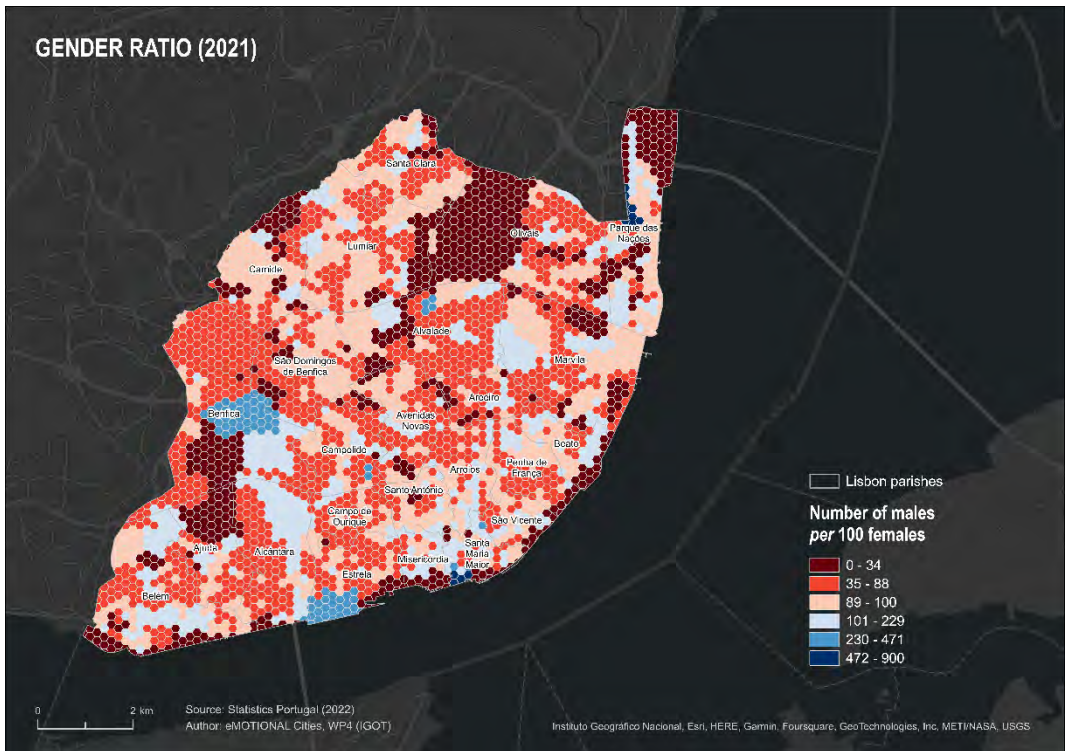 GENDER RATIO (2021)
Santa Clara
Lumiar
Olivais
Parque das
Nações
Carnide
Alvalade
São Domingos
de Benfica
Marvila
Areeiro
Benfica
Avenidas
Novas
Beato
Campolide
Arroios
Penha de
França
Santo António
Campo de
Ourique
São Vicente
Ajuda
Alcântara
Misericórdia
Santa
Maria
Maior
Estrela
Belém
Lisbon parishes
Number of males
per 100 females
0 - 34
35 - 88
89 - 100
101 - 229
230 - 471
472 - 900
0 2 km
Source: Statistics Portugal (2022)
Author: eMOTIONAL Cities, WP4 (IGOT)
Instituto Geográfico Nacional, Esri, HERE, Garmin, Foursquare, GeoTechnologies, Inc, METI/NASA, USGS